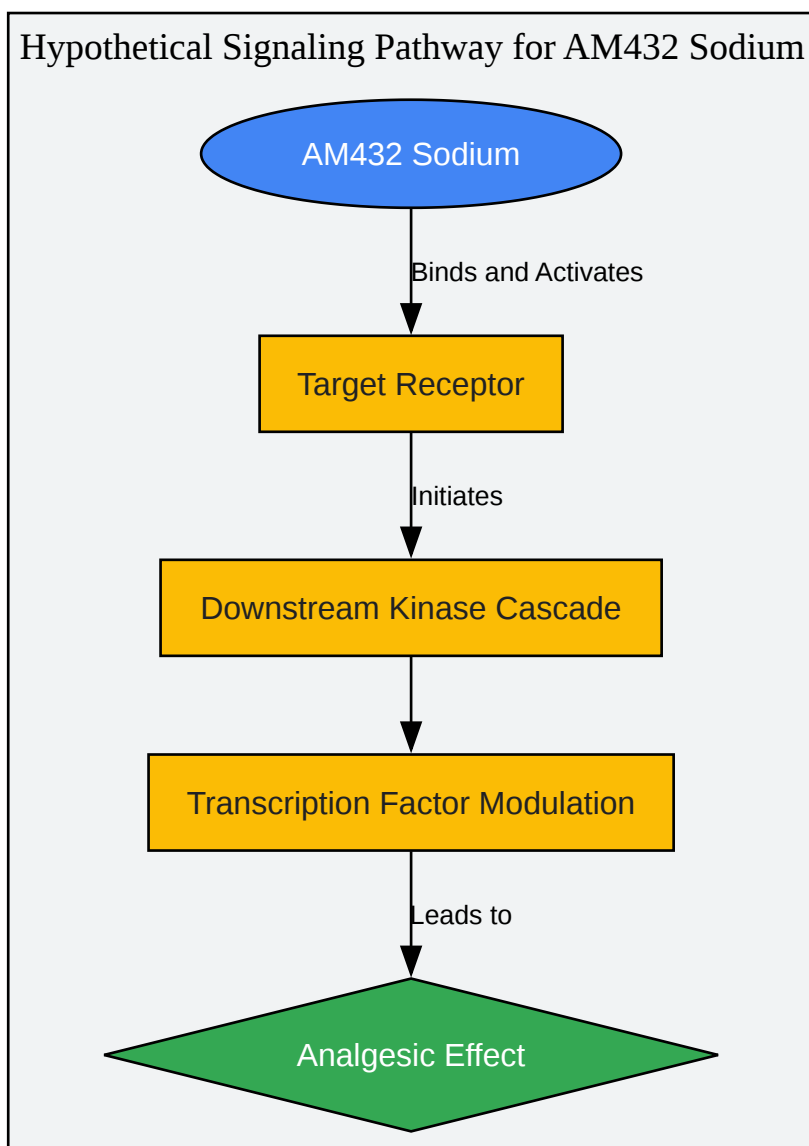 Hypothetical Signaling Pathway for AM432 Sodium
AM432 Sodium
Binds and Activates
Target Receptor
Initiates
Downstream Kinase Cascade
Transcription Factor Modulation
Leads to
Analgesic Effect